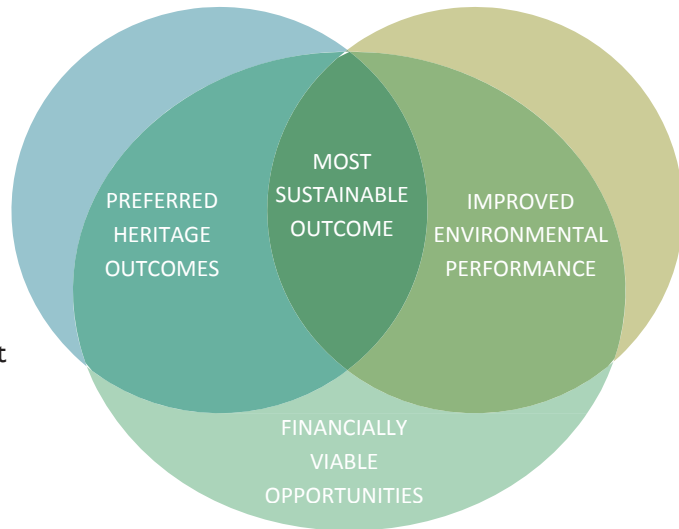 PREFERRED
HERITAGE
OUTCOMES
MOST
SUSTAINABLE
OUTCOME
IMPROVED
ENVIRONMENTAL
PERFORMANCE
t
FINANCIALLY
VIABLE
OPPORTUNITIES